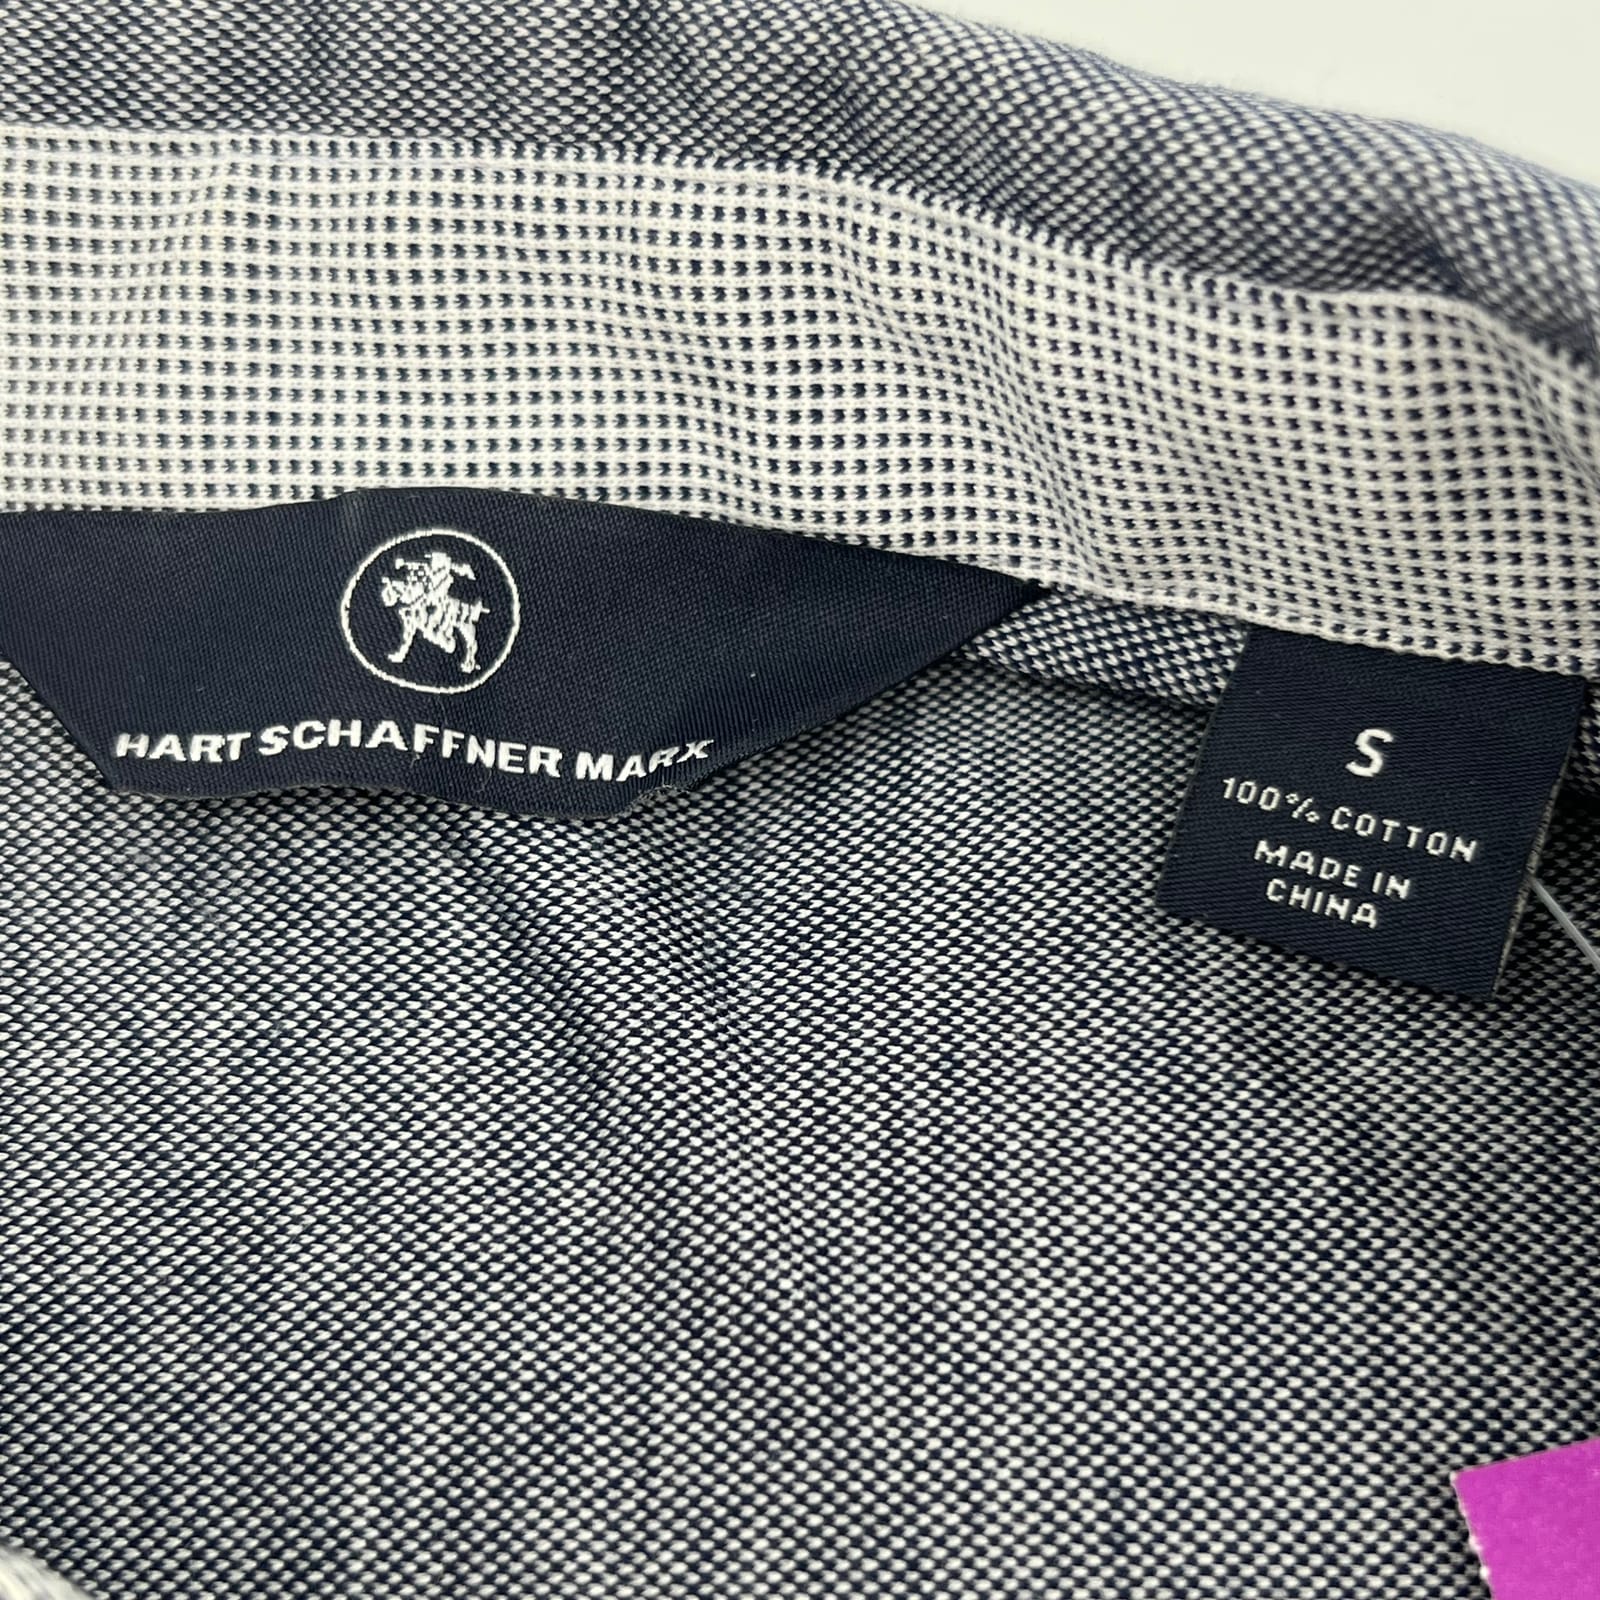 HART SCHAFFNER MARX
S
100% COTTON
MADE IN
CHINA